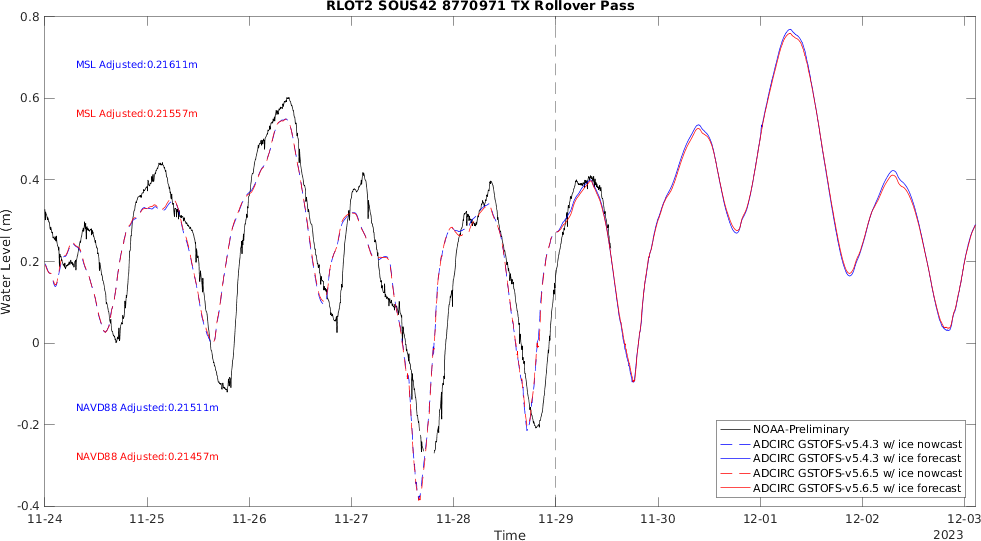 RLOT2 SOUS42 8770971 TX Rollover Pass
0.8
MSL Adjusted:0.21611m
0.6
MSL Adjusted:0.21557m
0.4
0.2
Water Level (m)
0
NAVD88 Adjusted:0.21511m
-0.2
NAVD88 Adjusted:0.21457m
-0.4
NOAA-Preliminary
ADCIRC GSTOFS-v5.4.3 w/ ice nowcast
ADCIRC GSTOFS-v5.4.3 w/ ice forecast
ADCIRC GSTOFS-v5.6.5 w/ ice nowcast
ADCIRC GSTOFS-v5.6.5 w/ ice forecast
11-24 11-25 11-26 11-27 11-28 11-29 11-30 12-01 12-02 12-03
Time
2023